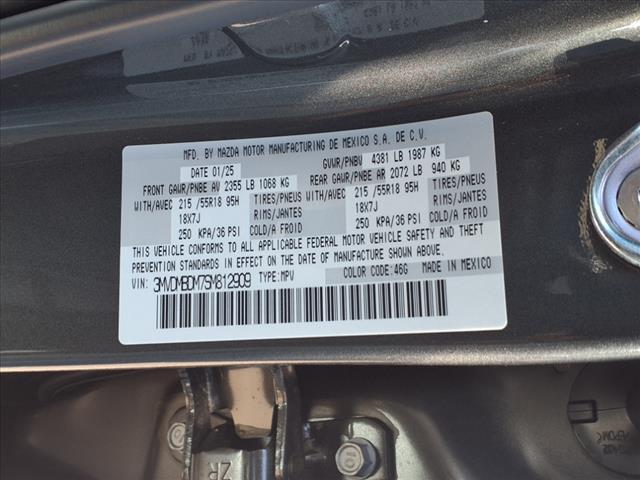 MFD. BY MAZDA MOTOR MANUFACTURING DE MEXICO S.A. DE C.V.
DATE 01/25 GVWR/PNBV 4381 LB 1987 KG
FRONT GAWR/PNBE AV 2355 LB 1068 KG REAR GAWR/PNBE AR 2072 LB 940 KG
WITH/AVEC 215 /55R18 95H TIRES/PNEUS WITH/AVEC 215 /55R18 95H TIRES/PNEUS
18X7J RIMS/JANTES 18X7J RIMS/JANTES
250 KPA/36 PSI COLD/A FROID 250 KPA/36 PSI COLD/A FROID
THIS VEHICLE CONFORMS TO ALL APPLICABLE FEDERAL MOTOR VEHICLE SAFETY AND THEFT
PREVENTION STANDARDS IN EFFECT ON THE DATE OF MANUFACTURE SHOWN ABOVE.
VIN: 3MVDMBDM7SM812909 TYPE:MPV COLOR CODE:46G MADE IN MEXICO
ZR